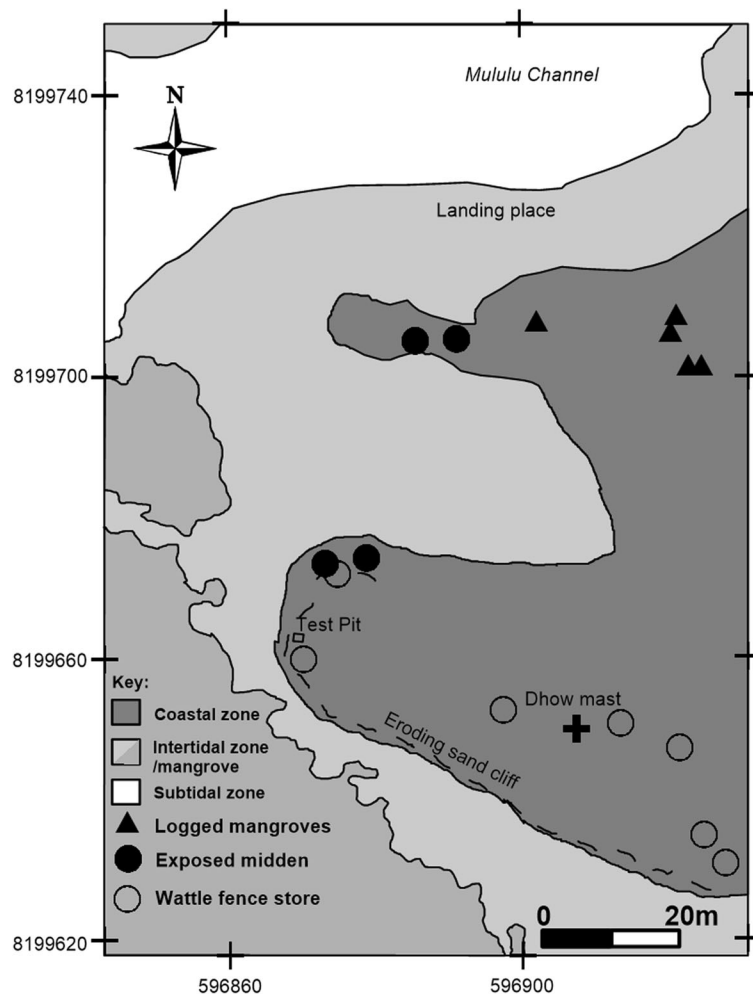 Mululu Channel
8199740
N
Landing place
8199700
Test Pit
8199660
Key:
Dhow mast
Coastal zone
Eroding sand cliff
Intertidal zone
/mangrove
Subtidal zone
Logged mangroves
Exposed midden
Wattle fence store
0 20m
8199620
596860 596900